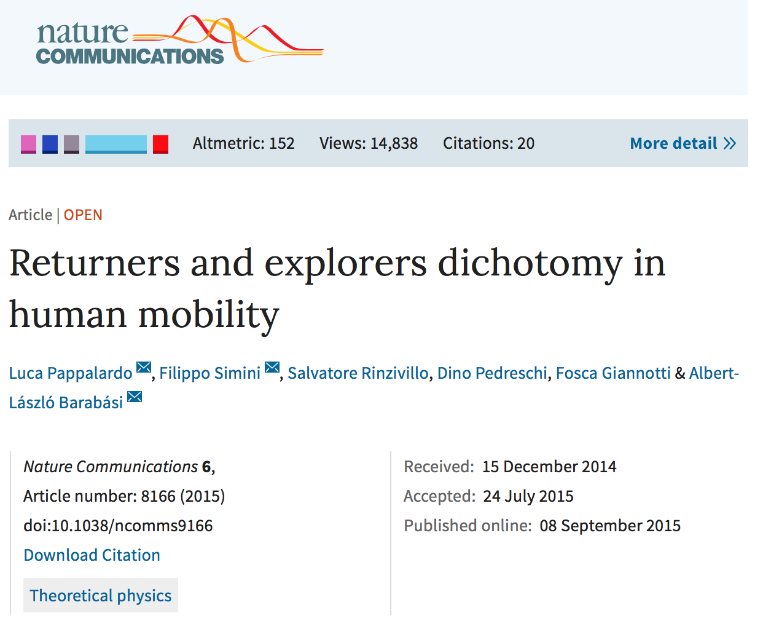 nature
COMMUNICATIONS
Altmetric: 152 Views: 14,838 Citations: 20 More detail »
Article | OPEN
Returners and explorers dichotomy in
human mobility
Luca Pappalardo, Filippo Simini, Salvatore Rinzivillo, Dino Pedreschi, Fosca Giannotti & Albert-
László Barabási
Nature Communications 6,
Article number: 8166 (2015)
doi:10.1038/ncomms9166
Download Citation
Theoretical physics
Received: 15 December 2014
Accepted: 24 July 2015
Published online: 08 September 2015